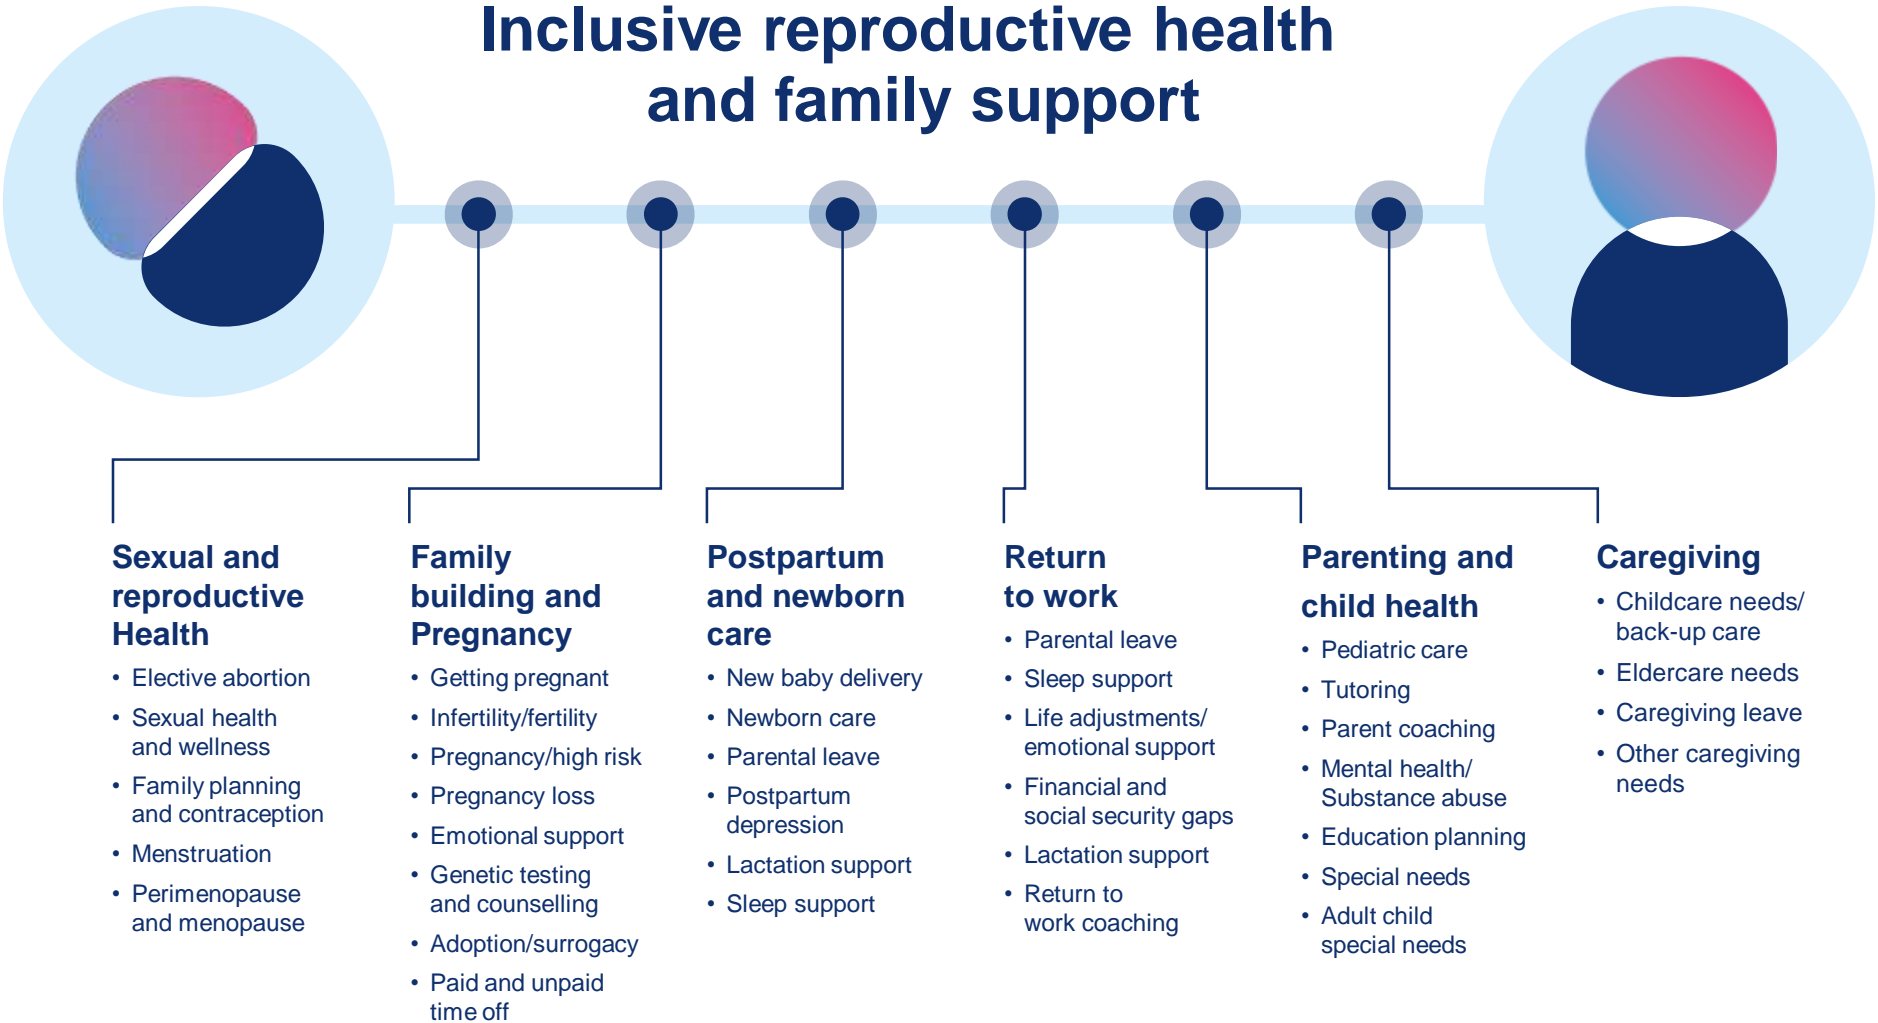 Inclusive reproductive health
and family support
Sexual and
reproductive
Health
• Elective abortion
• Sexual health
and wellness
• Family planning
and contraception
• Menstruation
• Perimenopause
and menopause
Family
building and
Pregnancy
• Getting pregnant
• Infertility/fertility
• Pregnancy/high risk
• Pregnancy loss
• Emotional support
• Genetic testing
and counselling
• Adoption/surrogacy
• Paid and unpaid
time off
Postpartum
and newborn
care
• New baby delivery
• Newborn care
• Parental leave
• Postpartum
depression
• Lactation support
• Sleep support
Return
to work
• Parental leave
• Sleep support
• Life adjustments/
emotional support
• Financial and
social security gaps
• Lactation support
• Return to
work coaching
Parenting and
child health
• Pediatric care
• Tutoring
• Parent coaching
• Mental health/
Substance abuse
• Education planning
• Special needs
• Adult child
special needs
Caregiving
• Childcare needs/
back-up care
• Eldercare needs
• Caregiving leave
• Other caregiving
needs